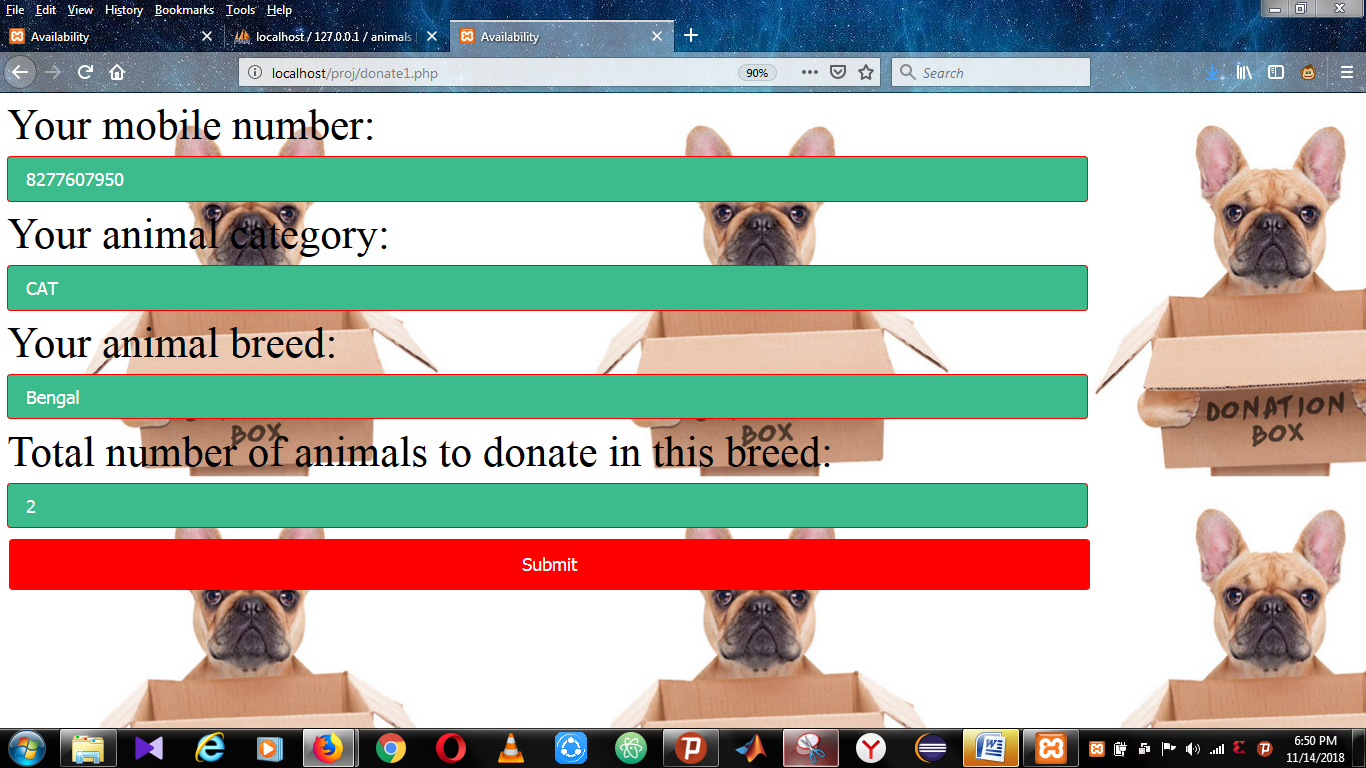 File Edit View History Bookmarks Tools Help
Availability
localhost / 127.0.0.1 / animals
Availability
localhost/proj/donate1.php
90%
Search
Your mobile number:
8277607950
Your animal category:
CAT
Your animal breed:
Bengal
DONATION
BOX
BOX
BOX
Total number of animals to donate in this breed:
2
Submit
6:50 PM
11/14/2018